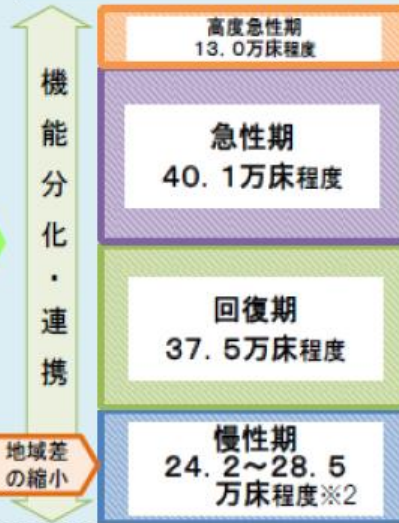 機能分化・連携
地域差
の縮小
高度急性期
13.0万床程度
急性期
40.1万床程度
回復期
37.5万床程度
慢性期
24.2～28.5
万床程度※2